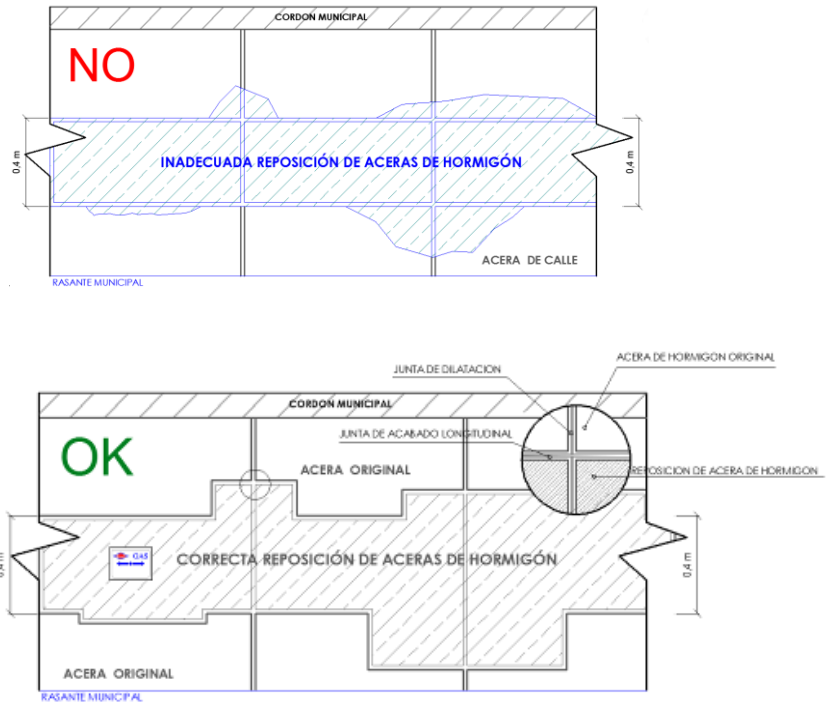 CORDON MUNICIPAL
NO
0,4 m
INADECUADA REPOSICIÓN DE ACERAS DE HORMIGÓN
0,4 m
ACERA DE CALLE
RASANTE MUNICIPAL
ACERA DE HORMIGON ORIGINAL
JUNTA DE DILATACION
CORDON MUNICIPAL
JUNTA DE ACABADO LONGITUDINAL
OK
ACERA ORIGINAL
REPOSICION DE ACERA DE HORMIGON
GAS
CORRECTA REPOSICIÓN DE ACERAS DE HORMIGÓN
0,4 m
0,4 m
ACERA ORIGINAL
RASANTE MUNICIPAL